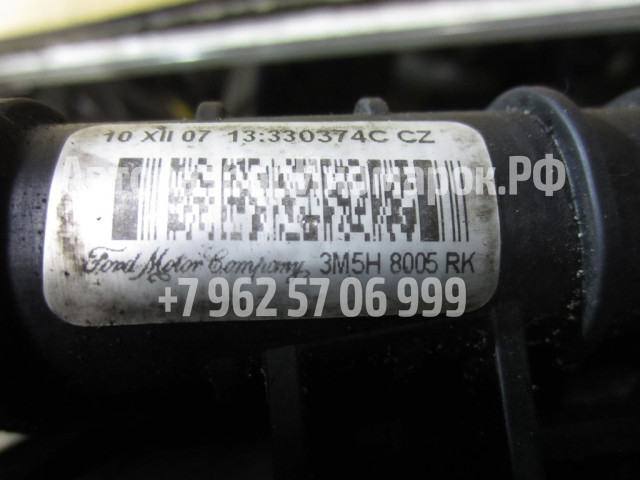 10 XII 07 13:330374C CZ
Ford Motor Company 3M5H 8005 RK
+7 962 57 06 999